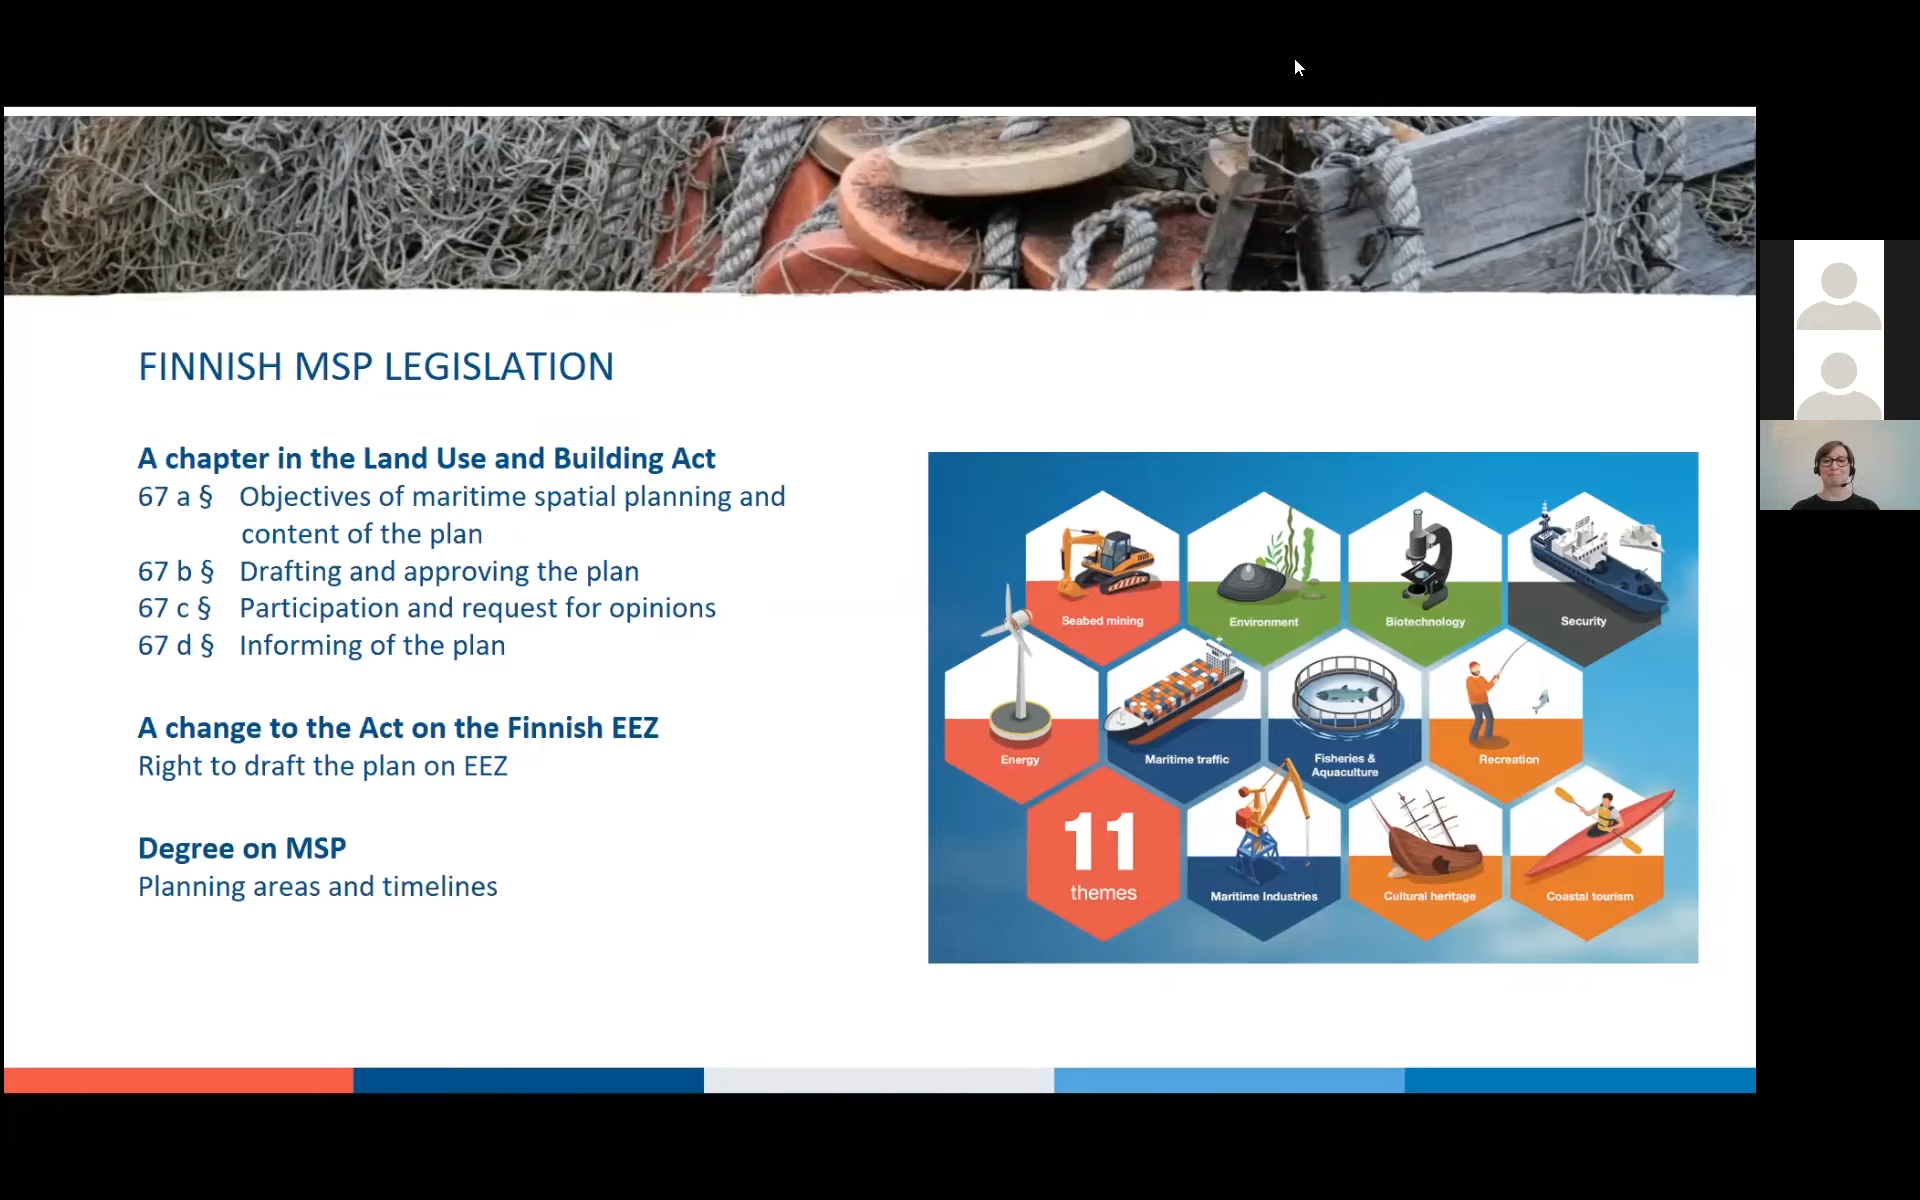 FINNISH MSP LEGISLATION
A chapter in the Land Use and Building Act
67 a § Objectives of maritime spatial planning and
content of the plan
67 b § Drafting and approving the plan
67 c § Participation and request for opinions
67 d § Informing of the plan
A change to the Act on the Finnish EEZ
Right to draft the plan on EEZ
Degree on MSP
Planning areas and timelines
Seabed mining
Environment
Biotechnology
Security
Energy
Maritime traffic
Fisheries &
Aquaculture
Recreation
11
themes
Maritime Industries
Cultural heritage
Coastal tourism